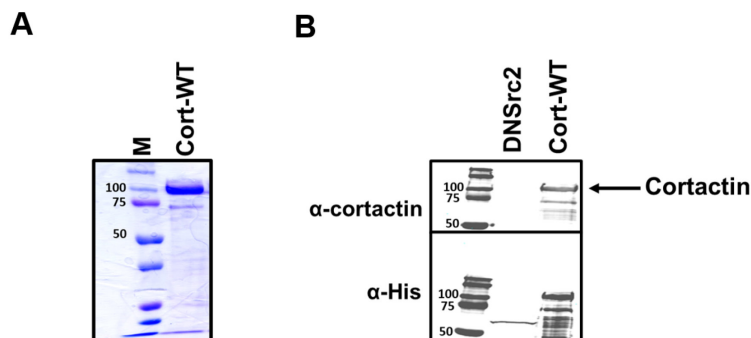 A
M
Cort-WT
100
75
50
B
DNSrc2
Cort-WT
α-cortactin
100
75
50
Cortactin
α-His
100
75
50